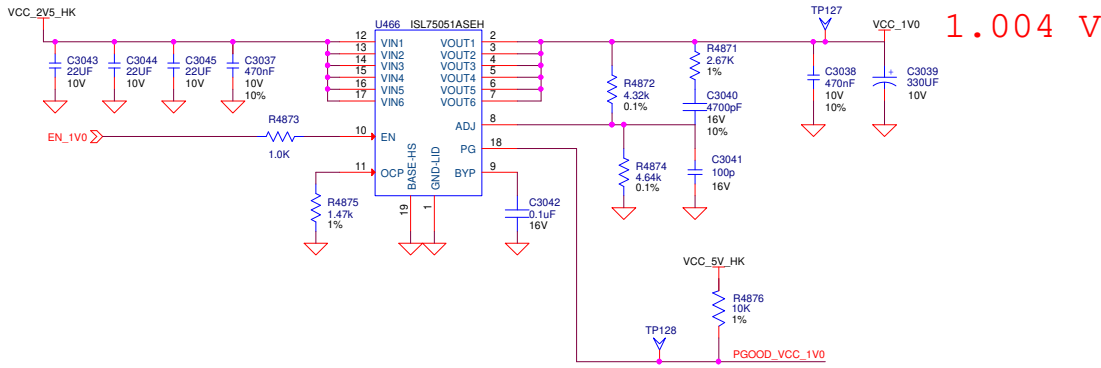 VCC_2V5_HK
U466 ISL75051ASEH
TP127
VCC_1V0
1.004 V
12 VIN1 VOUT1 2
13 VIN2 VOUT2 3
14 VIN3 VOUT3 4
15 VIN4 VOUT4 5
16 VIN5 VOUT5 6
17 VIN6 VOUT6 7
10 EN ADJ 8
PG 18
11 OCP BYP 9
BASE-HS
GND-LID
19
1
C3043
22UF
10V
C3044
22UF
10V
C3045
22UF
10V
C3037
470nF
10V
10%
R4872
4.32k
0.1%
R4871
2.67K
1%
C3040
4700pF
16V
10%
C3038
470nF
10V
10%
+
C3039
330UF
10V
EN_1V0
R4873
1.0K
R4874
4.64k
0.1%
C3041
100p
16V
R4875
1.47k
1%
C3042
0.1uF
16V
VCC_5V_HK
R4876
10K
1%
TP128
PGOOD_VCC_1V0